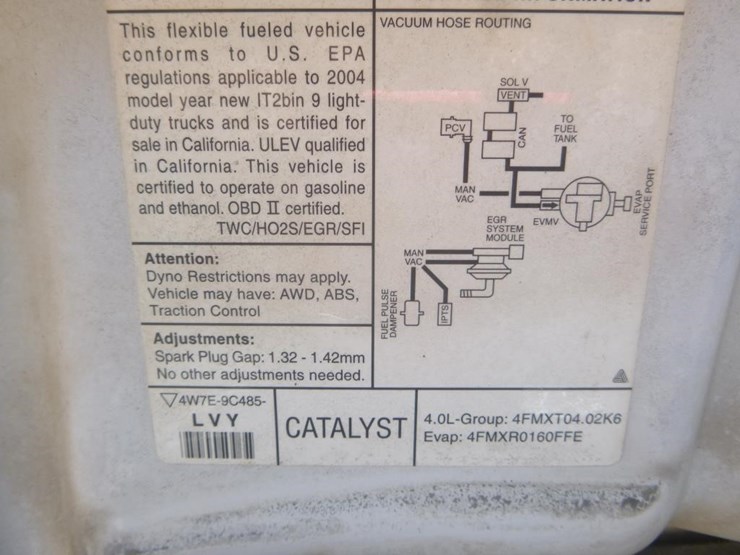 This flexible fueled vehicle
conforms to U.S. EPA
regulations applicable to 2004
model year new IT2bin 9 light-
duty trucks and is certified for
sale in California. ULEV qualified
in California. This vehicle is
certified to operate on gasoline
and ethanol. OBD II certified.
TWC/HO2S/EGR/SFI
Attention:
Dyno Restrictions may apply.
Vehicle may have: AWD, ABS,
Traction Control
Adjustments:
Spark Plug Gap: 1.32 - 1.42mm
No other adjustments needed.
VACUUM HOSE ROUTING
SOL V
VENT
PCV
CAN
TO
FUEL
TANK
MAN
VAC
EVMV
EVAP
SERVICE PORT
EGR
SYSTEM
MODULE
MAN
VAC
FUEL PULSE
DAMPENER
IPTS
4W7E-9C485-
LVY
CATALYST
4.0L-Group: 4FMXT04.02K6
Evap: 4FMXR0160FFE